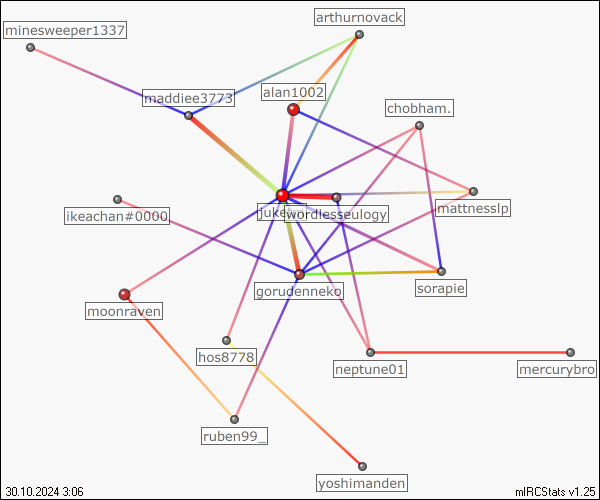 arthurnovack
minesweeper1337
alan1002
maddiee3773
chobham.
mattnesslp
wordlesseulogy
ikeachan#0000
gorudenneko
sorapie
moonraven
hos8778
neptune01
mercurybro
ruben99_
yoshimanden
30.10.2024 3:06
mIRCStats v1.25